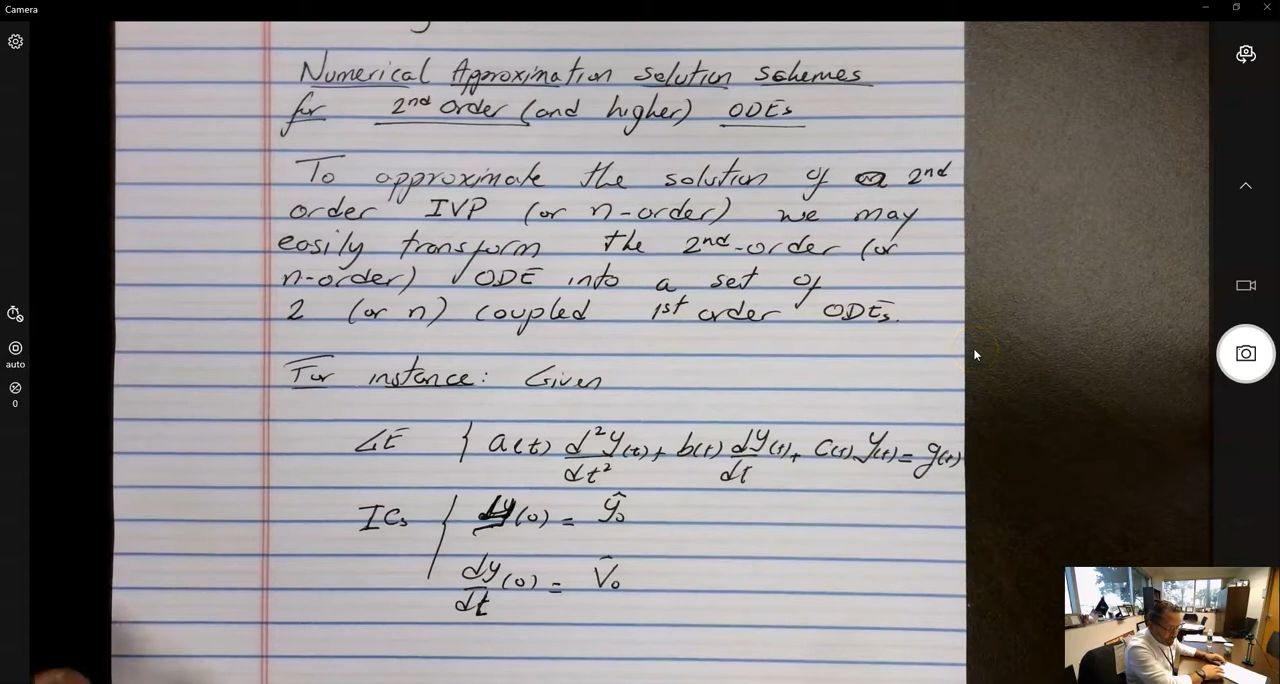 Camera
Numerical Approximation solution schemes
for 2nd order (and higher) ODEs
To approximate the solution of a 2nd
order IVP (or n-order) we may
easily transform the 2nd-order (or
n-order) ODE into a set of
2 (or n) coupled 1st order ODEs.
For instance: Given
GE { a(t) d²y(t)/dt² + b(t) dy(t)/dt + c(t) y(t) = g(t)
ICs { y(0) = ŷ₀
dy/dt (0) = V̂₀
auto
0